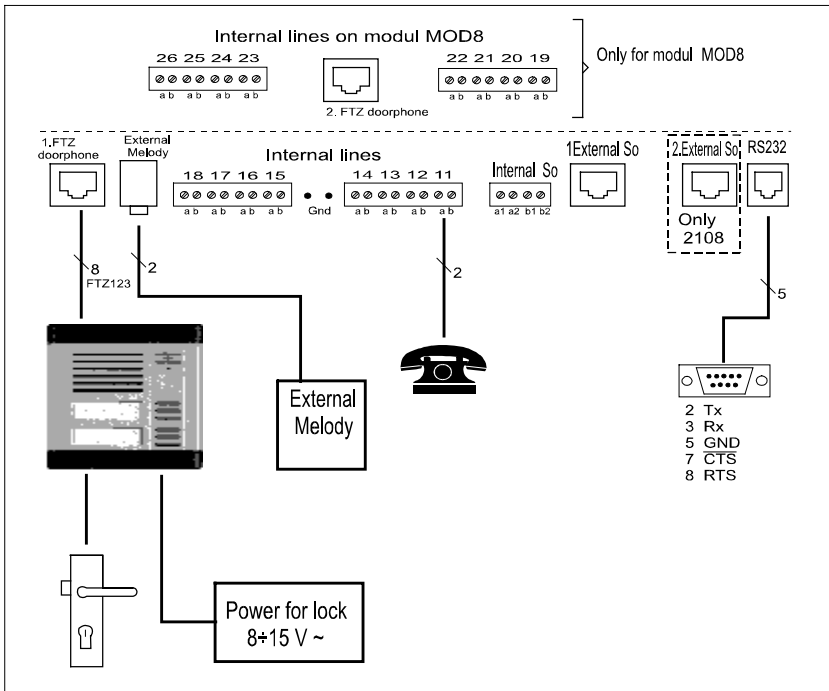 Internal lines on modul MOD8
26 25 24 23
a b a b a b a b
2. FTZ doorphone
22 21 20 19
a b a b a b a b
Only for modul MOD8
1.FTZ
doorphone
External
Melody
Internal lines
18 17 16 15
a b a b a b a b
Gnd
14 13 12 11
a b a b a b a b
Internal So
a1 a2 b1 b2
1External So
2.External So
Only
2108
RS232
8
FTZ123
2
2
5
External
Melody
2 Tx
3 Rx
5 GND
7 C̅T̅S̅
8 RTS
Power for lock
8÷15 V ~